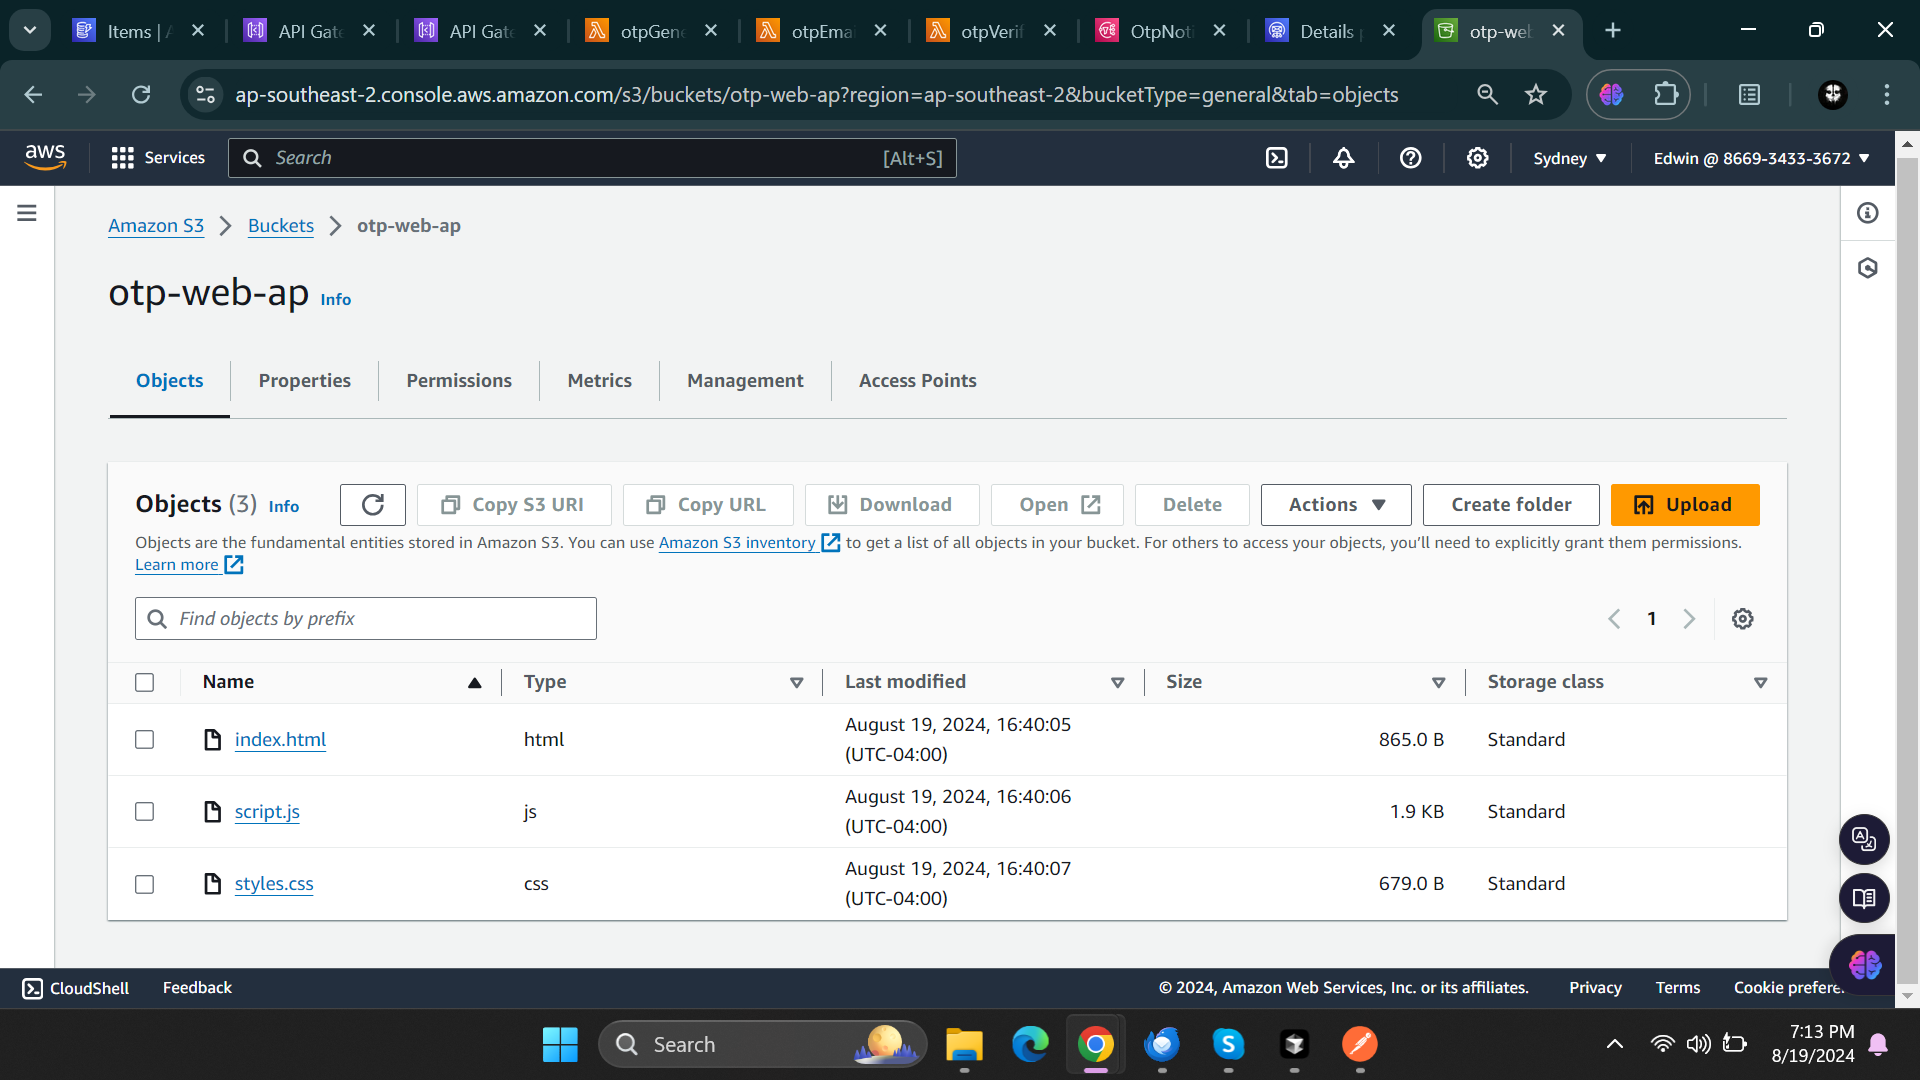 Items | A
API Gate
API Gate
otpGene
otpEmai
otpVerif
OtpNoti
Details p
otp-web
ap-southeast-2.console.aws.amazon.com/s3/buckets/otp-web-ap?region=ap-southeast-2&bucketType=general&tab=objects
aws
Services
Search
[Alt+S]
Sydney
Edwin @ 8669-3433-3672
Amazon S3
Buckets
otp-web-ap
otp-web-ap Info
Objects
Properties
Permissions
Metrics
Management
Access Points
Objects (3) Info
Copy S3 URI
Copy URL
Download
Open
Delete
Actions
Create folder
Upload
Objects are the fundamental entities stored in Amazon S3. You can use Amazon S3 inventory to get a list of all objects in your bucket. For others to access your objects, you’ll need to explicitly grant them permissions.
Learn more
Find objects by prefix
1
Name
Type
Last modified
Size
Storage class
index.html
html
August 19, 2024, 16:40:05
(UTC-04:00)
865.0 B
Standard
script.js
js
August 19, 2024, 16:40:06
(UTC-04:00)
1.9 KB
Standard
styles.css
css
August 19, 2024, 16:40:07
(UTC-04:00)
679.0 B
Standard
CloudShell
Feedback
© 2024, Amazon Web Services, Inc. or its affiliates.
Privacy
Terms
Cookie prefere
Search
7:13 PM
8/19/2024